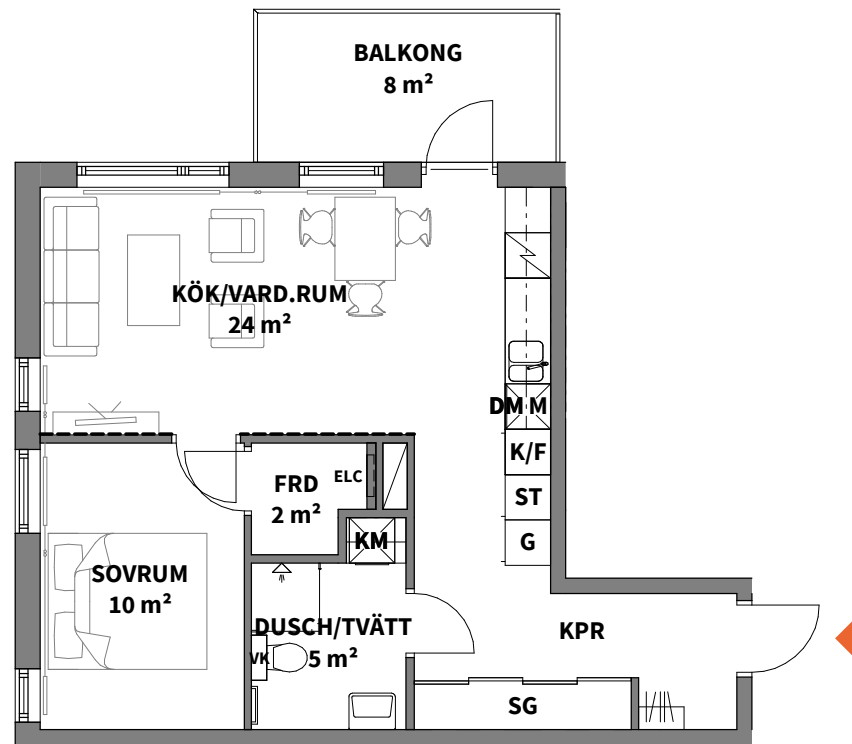 BALKONG
8 m²
KÖK/VARD.RUM
24 m²
DM M
K/F
ELC
FRD
2 m²
ST
G
KM
SOVRUM
10 m²
DUSCH/TVÄTT
5 m²
VK
KPR
SG